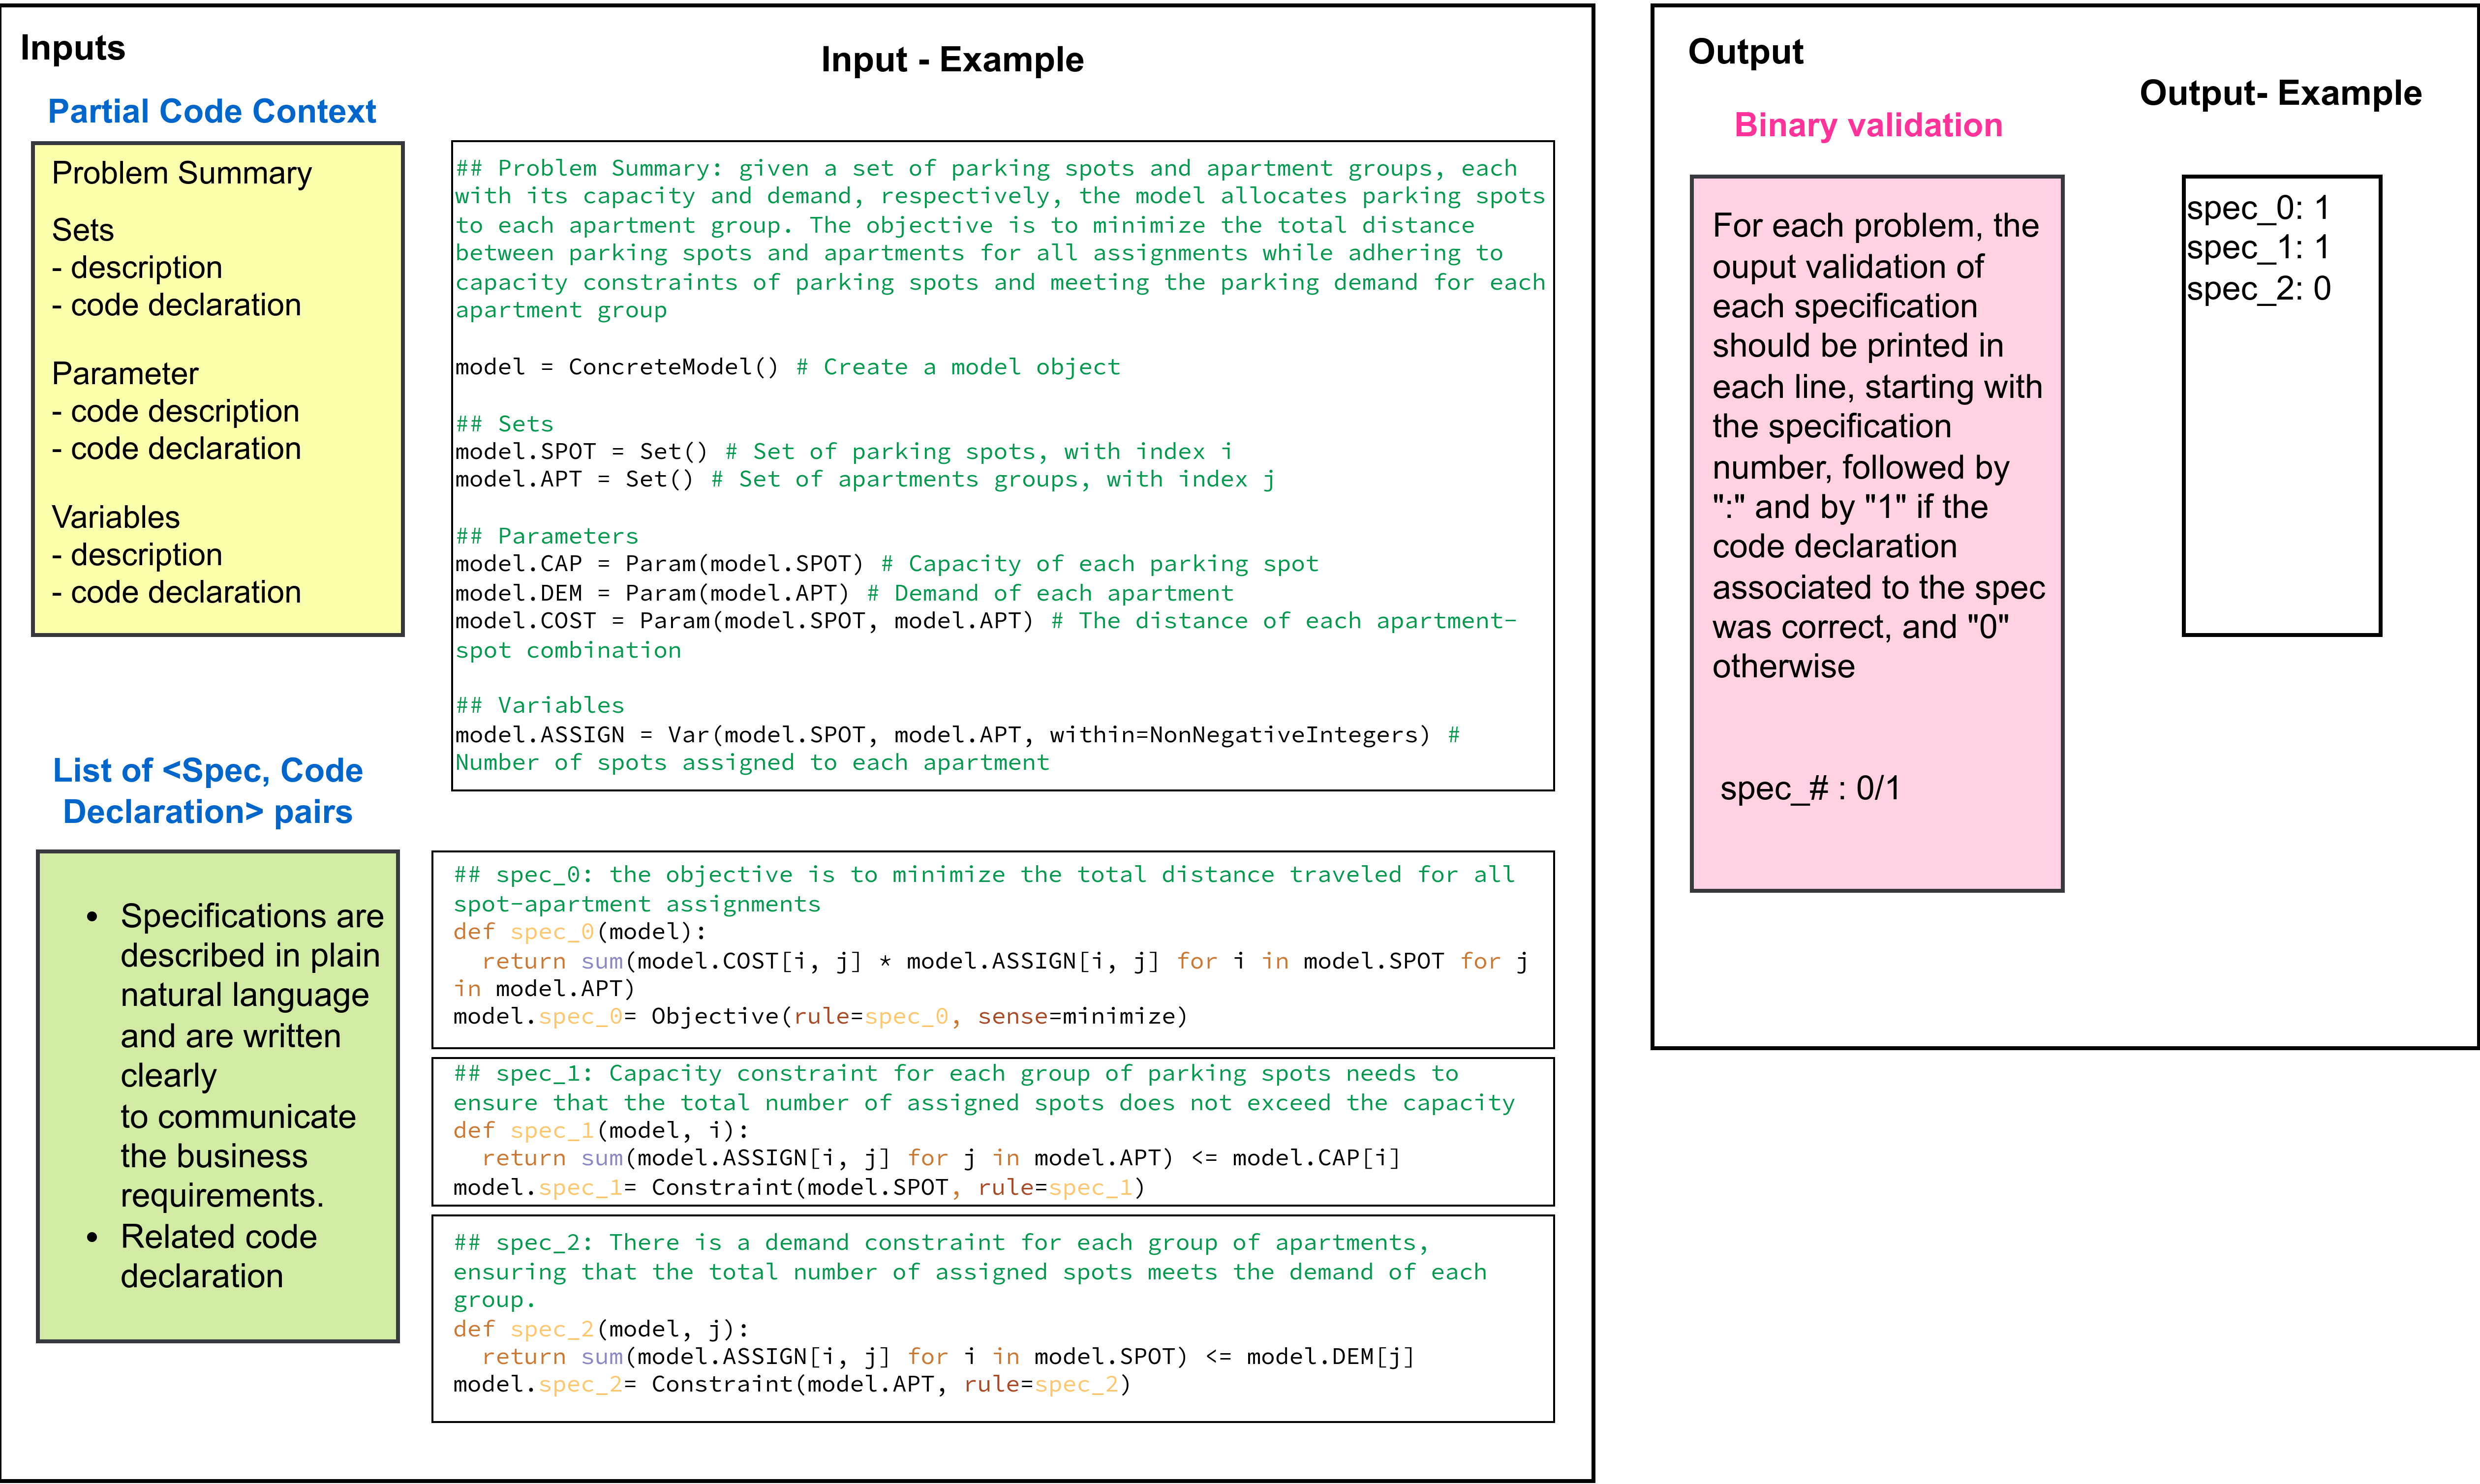 Inputs
Input - Example
Partial Code Context
Problem Summary
Sets
- description
- code declaration
Parameter
- code description
- code declaration
Variables
- description
- code declaration
## Problem Summary: given a set of parking spots and apartment groups, each
with its capacity and demand, respectively, the model allocates parking spots
to each apartment group. The objective is to minimize the total distance
between parking spots and apartments for all assignments while adhering to
capacity constraints of parking spots and meeting the parking demand for each
apartment group
model = ConcreteModel() # Create a model object
## Sets
model.SPOT = Set() # Set of parking spots, with index i
model.APT = Set() # Set of apartments groups, with index j
## Parameters
model.CAP = Param(model.SPOT) # Capacity of each parking spot
model.DEM = Param(model.APT) # Demand of each apartment
model.COST = Param(model.SPOT, model.APT) # The distance of each apartment-
spot combination
## Variables
model.ASSIGN = Var(model.SPOT, model.APT, within=NonNegativeIntegers) #
Number of spots assigned to each apartment
List of <Spec, Code
Declaration> pairs
• Specifications are
described in plain
natural language
and are written
clearly
to communicate
the business
requirements.
• Related code
declaration
## spec_0: the objective is to minimize the total distance traveled for all
spot-apartment assignments
def spec_0(model):
  return sum(model.COST[i, j] * model.ASSIGN[i, j] for i in model.SPOT for j
in model.APT)
model.spec_0= Objective(rule=spec_0, sense=minimize)
## spec_1: Capacity constraint for each group of parking spots needs to
ensure that the total number of assigned spots does not exceed the capacity
def spec_1(model, i):
  return sum(model.ASSIGN[i, j] for j in model.APT) <= model.CAP[i]
model.spec_1= Constraint(model.SPOT, rule=spec_1)
## spec_2: There is a demand constraint for each group of apartments,
ensuring that the total number of assigned spots meets the demand of each
group.
def spec_2(model, j):
  return sum(model.ASSIGN[i, j] for i in model.SPOT) <= model.DEM[j]
model.spec_2= Constraint(model.APT, rule=spec_2)
Output
Output- Example
Binary validation
For each problem, the
ouput validation of
each specification
should be printed in
each line, starting with
the specification
number, followed by
":" and by "1" if the
code declaration
associated to the spec
was correct, and "0"
otherwise
spec_# : 0/1
spec_0: 1
spec_1: 1
spec_2: 0